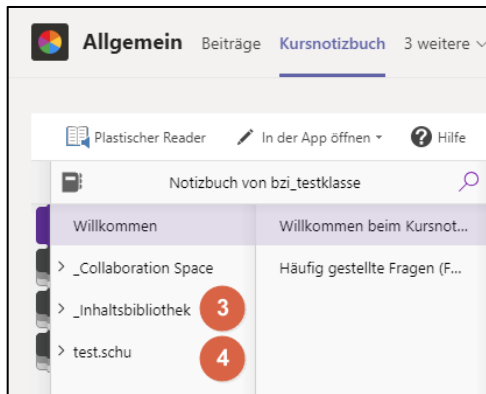 Allgemein Beiträge Kursnotizbuch 3 weitere
Plastischer Reader In der App öffnen Hilfe
Notizbuch von bzi_testklasse
Willkommen Willkommen beim Kursnot...
_Collaboration Space Häufig gestellte Fragen (F...
_Inhaltsbibliothek 3
test.schu 4